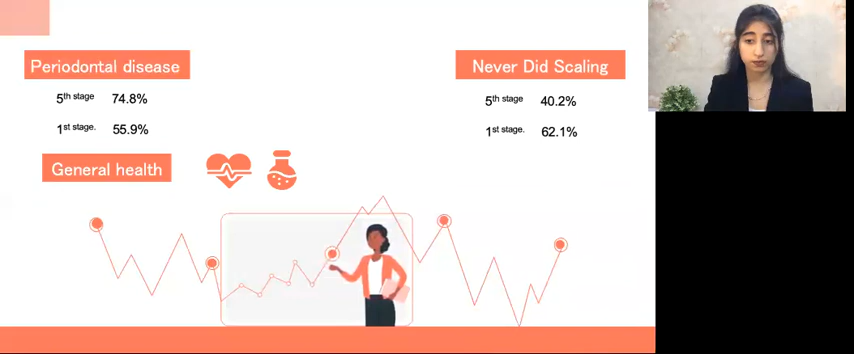 Periodontal disease
5th stage 74.8%
1st stage. 55.9%
General health
Never Did Scaling
5th stage 40.2%
1st stage. 62.1%